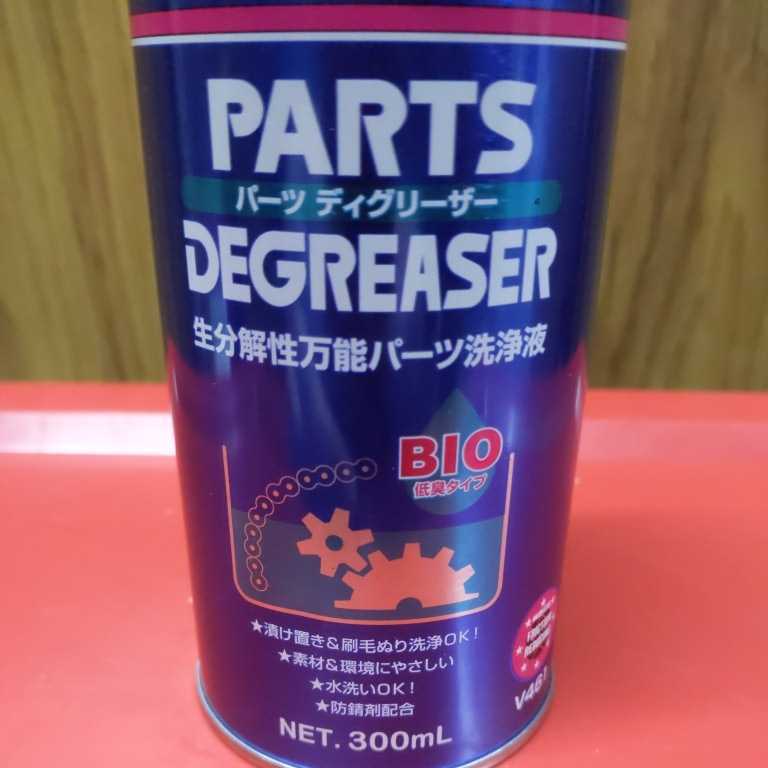 PARTS
パーツ ディグリーザー
DEGREASER
生分解性万能パーツ洗浄液
BIO
低臭タイプ
★漬け置き&刷毛ぬり洗浄OK!
★素材&環境にやさしい
★水洗いOK!
★防錆剤配合
V461
NET. 300mL